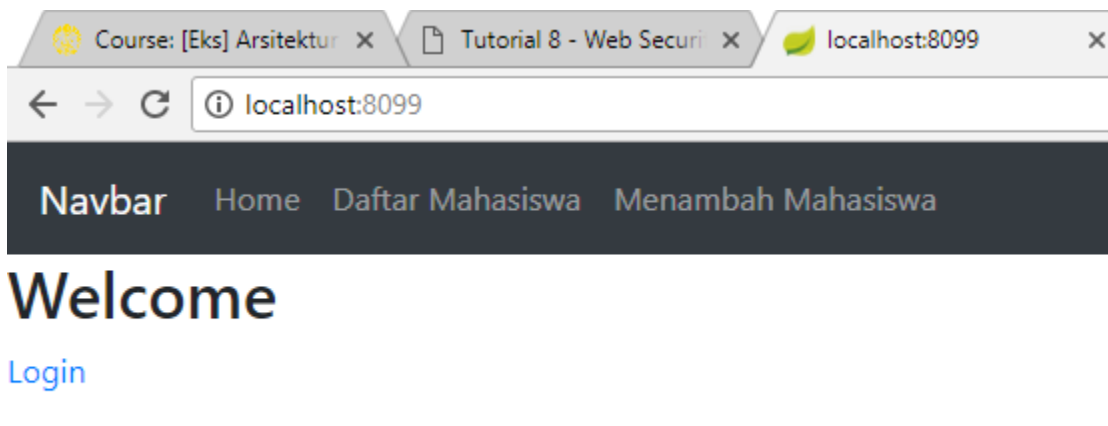 Course: [Eks] Arsitektur Tutorial 8 - Web Securi localhost:8099
localhost:8099
Navbar Home Daftar Mahasiswa Menambah Mahasiswa
Welcome
Login